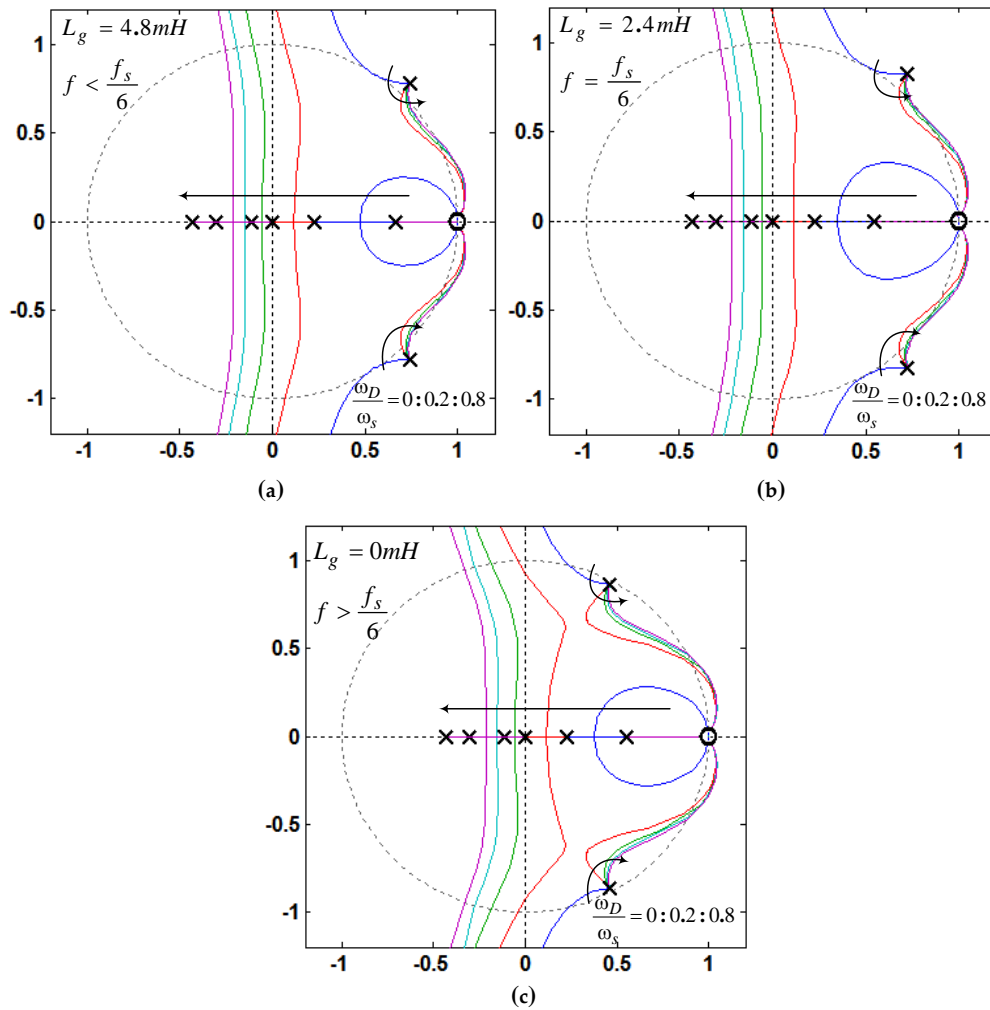 L_g = 4.8mH
f < f_s/6
1
0.5
0
-0.5
-1
ω_D/ω_s = 0:0.2:0.8
-1 -0.5 0 0.5 1
(a)
L_g = 2.4mH
f = f_s/6
1
0.5
0
-0.5
-1
ω_D/ω_s = 0:0.2:0.8
-1 -0.5 0 0.5 1
(b)
L_g = 0mH
f > f_s/6
1
0.5
0
-0.5
-1
ω_D/ω_s = 0:0.2:0.8
-1 -0.5 0 0.5 1
(c)